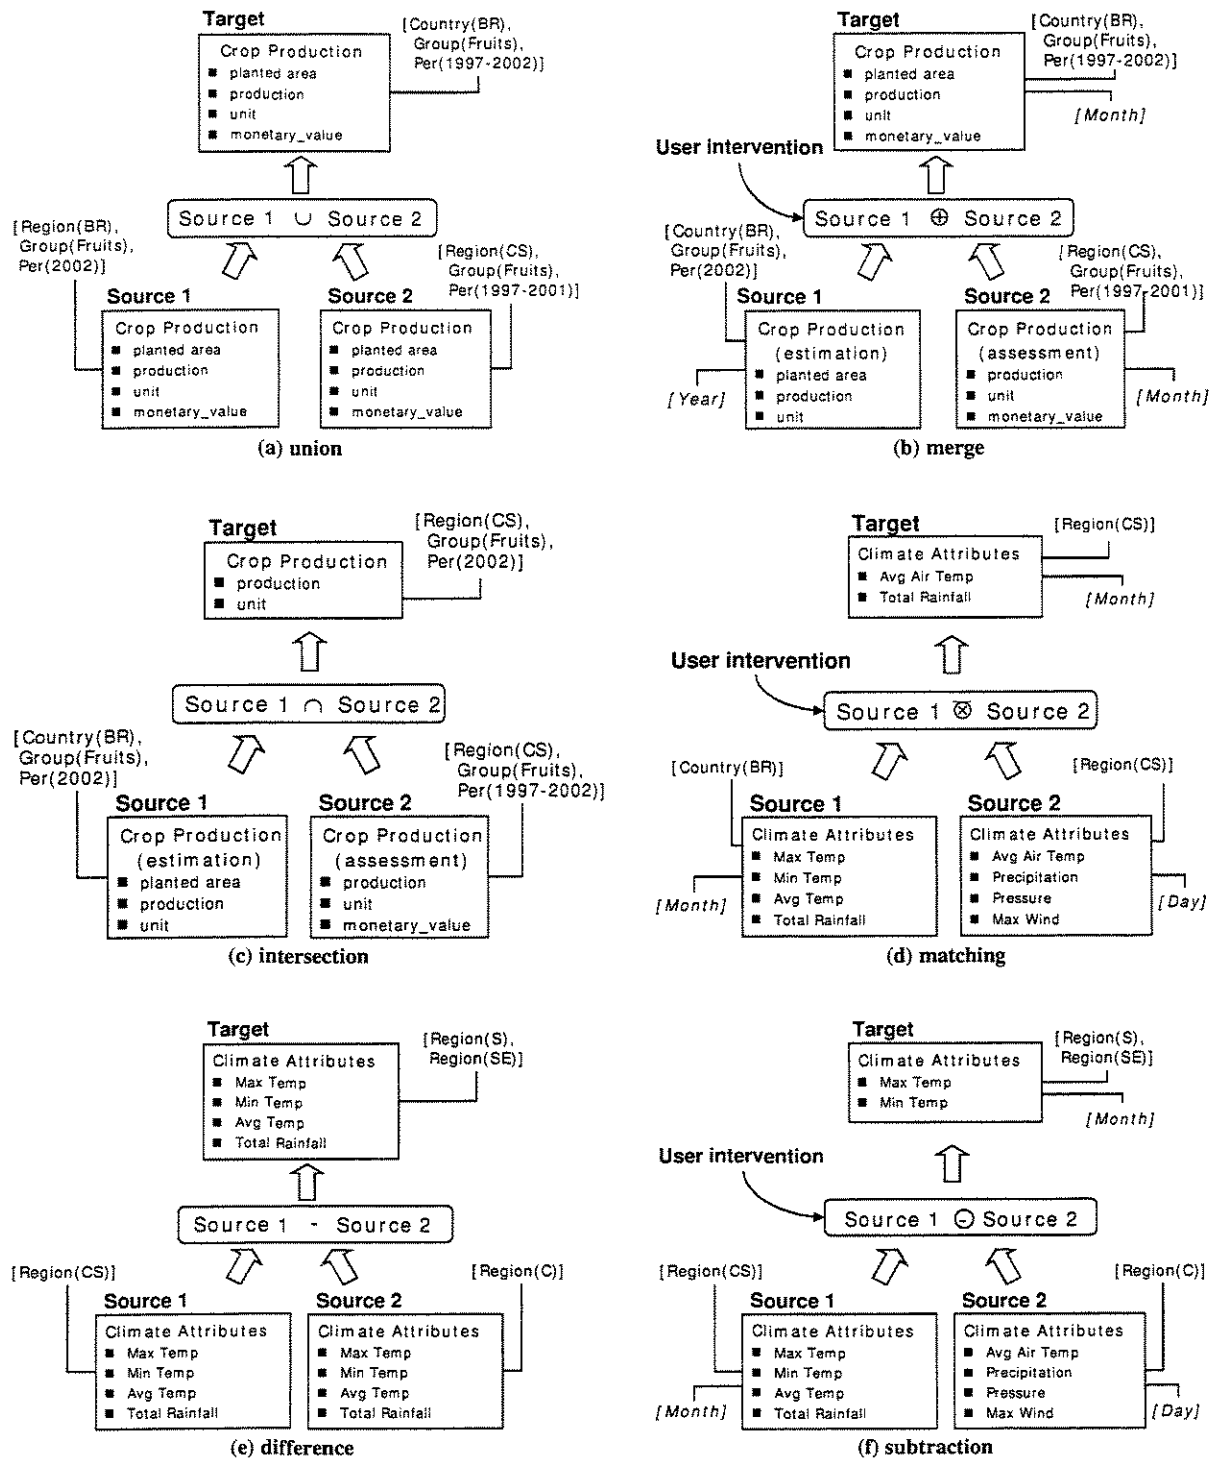 Target
[Country(BR),
Group(Fruits),
Per(1997-2002)]
Crop Production
planted area
production
unit
monetary_value
Source 1 ∪ Source 2
[Region(BR),
Group(Fruits),
Per(2002)]
[Region(CS),
Group(Fruits),
Per(1997-2001)]
Source 1
Crop Production
planted area
production
unit
monetary_value
Source 2
Crop Production
planted area
production
unit
monetary_value
(a) union
Target
[Country(BR),
Group(Fruits),
Per(1997-2002)]
[Month]
Crop Production
planted area
production
unit
monetary_value
User intervention
Source 1 ⊕ Source 2
[Country(BR),
Group(Fruits),
Per(2002)]
[Region(CS),
Group(Fruits),
Per(1997-2001)]
Source 1
Crop Production
(estimation)
planted area
production
unit
[Year]
Source 2
Crop Production
(assessment)
production
unit
monetary_value
[Month]
(b) merge
Target
[Region(CS),
Group(Fruits),
Per(2002)]
Crop Production
production
unit
Source 1 ∩ Source 2
[Country(BR),
Group(Fruits),
Per(2002)]
[Region(CS),
Group(Fruits),
Per(1997-2002)]
Source 1
Crop Production
(estimation)
planted area
production
unit
Source 2
Crop Production
(assessment)
production
unit
monetary_value
(c) intersection
Target
[Region(CS)]
Climate Attributes
Avg Air Temp
Total Rainfall
[Month]
User intervention
Source 1 ⊗̅ Source 2
[Country(BR)]
[Region(CS)]
Source 1
Climate Attributes
Max Temp
Min Temp
Avg Temp
Total Rainfall
[Month]
Source 2
Climate Attributes
Avg Air Temp
Precipitation
Pressure
Max Wind
[Day]
(d) matching
Target
[Region(S),
Region(SE)]
Climate Attributes
Max Temp
Min Temp
Avg Temp
Total Rainfall
Source 1 - Source 2
[Region(CS)]
[Region(C)]
Source 1
Climate Attributes
Max Temp
Min Temp
Avg Temp
Total Rainfall
Source 2
Climate Attributes
Max Temp
Min Temp
Avg Temp
Total Rainfall
(e) difference
Target
[Region(S),
Region(SE)]
Climate Attributes
Max Temp
Min Temp
[Month]
User intervention
Source 1 ⊖ Source 2
[Region(CS)]
[Region(C)]
Source 1
Climate Attributes
Max Temp
Min Temp
Avg Temp
Total Rainfall
[Month]
Source 2
Climate Attributes
Avg Air Temp
Precipitation
Pressure
Max Wind
[Day]
(f) subtraction